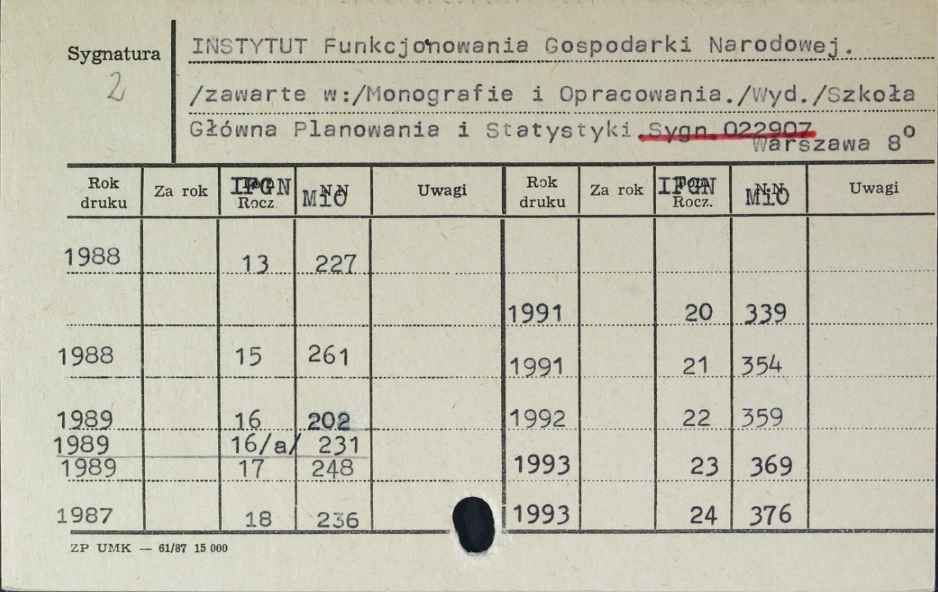 Sygnatura INSTYTUT Funkcjonowania Gospodarki Narodowej.
2 /zawarte w:/Monografie i Opracowania./Wyd./Szkoła
Główna Planowania i Statystyki.Sygn.022907
Warszawa 8°
Rok druku Za rok IFGN Rocz. MiO Uwagi Rok druku Za rok IFGN Rocz. MiO Uwagi
1988 13 227
1991 20 339
1988 15 261
1991 21 354
1989 16 202 1992 22 359
1989 16/a/ 231
1989 17 248 1993 23 369
1987 18 236 1993 24 376
ZP UMK — 61/87 15 000